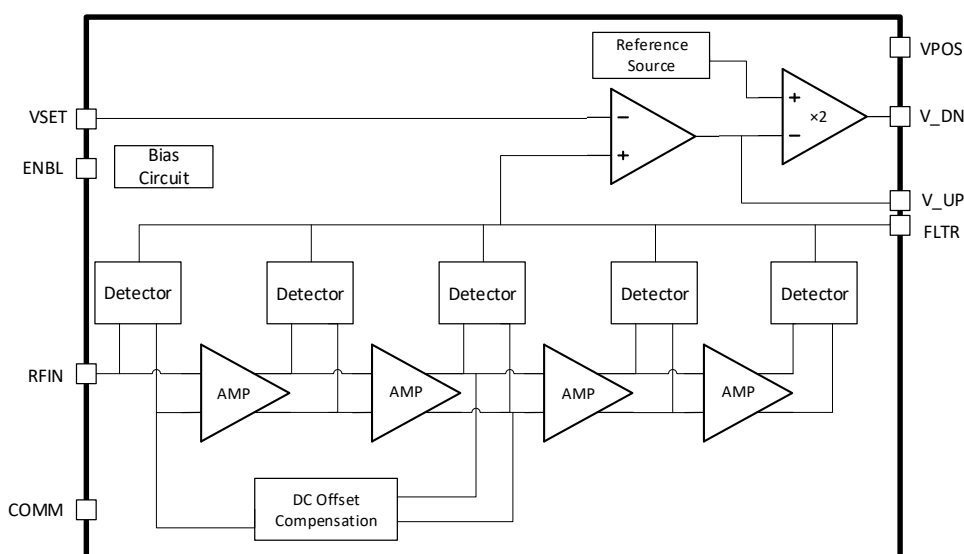 Reference
Source
VPOS
VSET
+
×2
−
V_DN
−
+
ENBL
Bias
Circuit
V_UP
FLTR
Detector
Detector
Detector
Detector
Detector
RFIN
AMP
AMP
AMP
AMP
COMM
DC Offset
Compensation